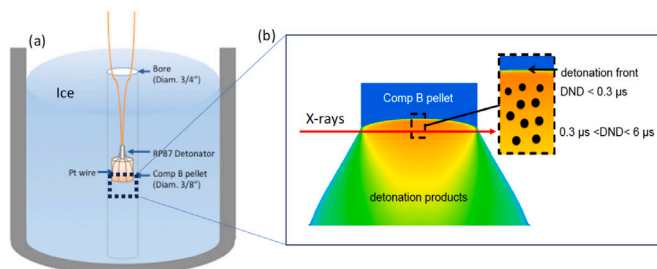 (a)
Bore
(Diam. 3/4")
Ice
RP87 Detonator
Pt wire
Comp B pellet
(Diam. 3/8")
(b)
Comp B pellet
X-rays
detonation products
detonation front
DND < 0.3 µs
0.3 µs <DND< 6 µs